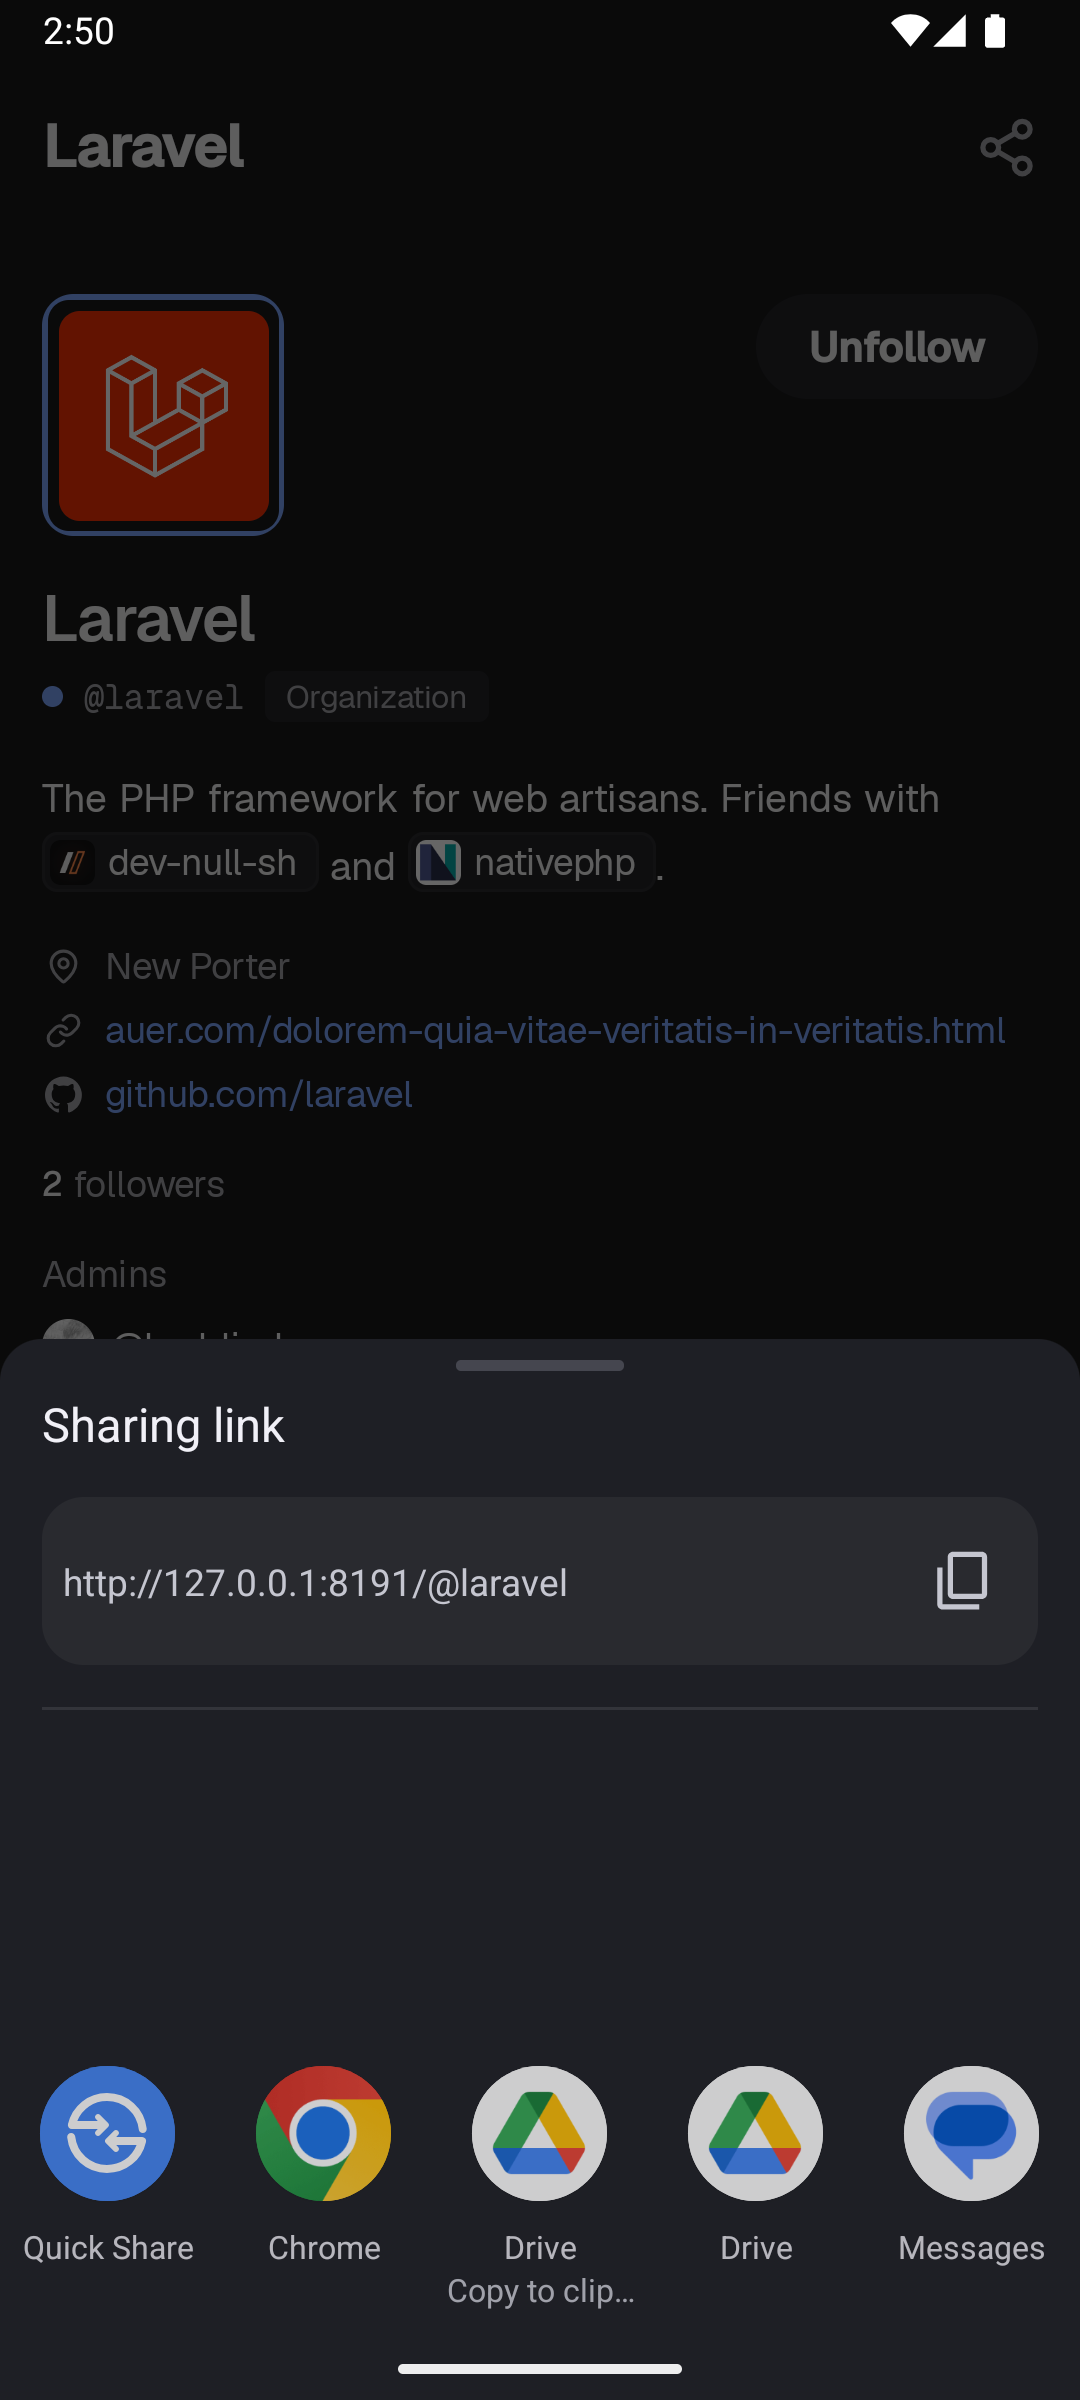 2:50
Laravel
Unfollow
Laravel
@laravel Organization
The PHP framework for web artisans. Friends with
dev-null-sh and nativephp.
New Porter
auer.com/dolorem-quia-vitae-veritatis-in-veritatis.html
github.com/laravel
2 followers
Admins
Sharing link
http://127.0.0.1:8191/@laravel
Quick Share Chrome Drive Drive Messages
Copy to clip...